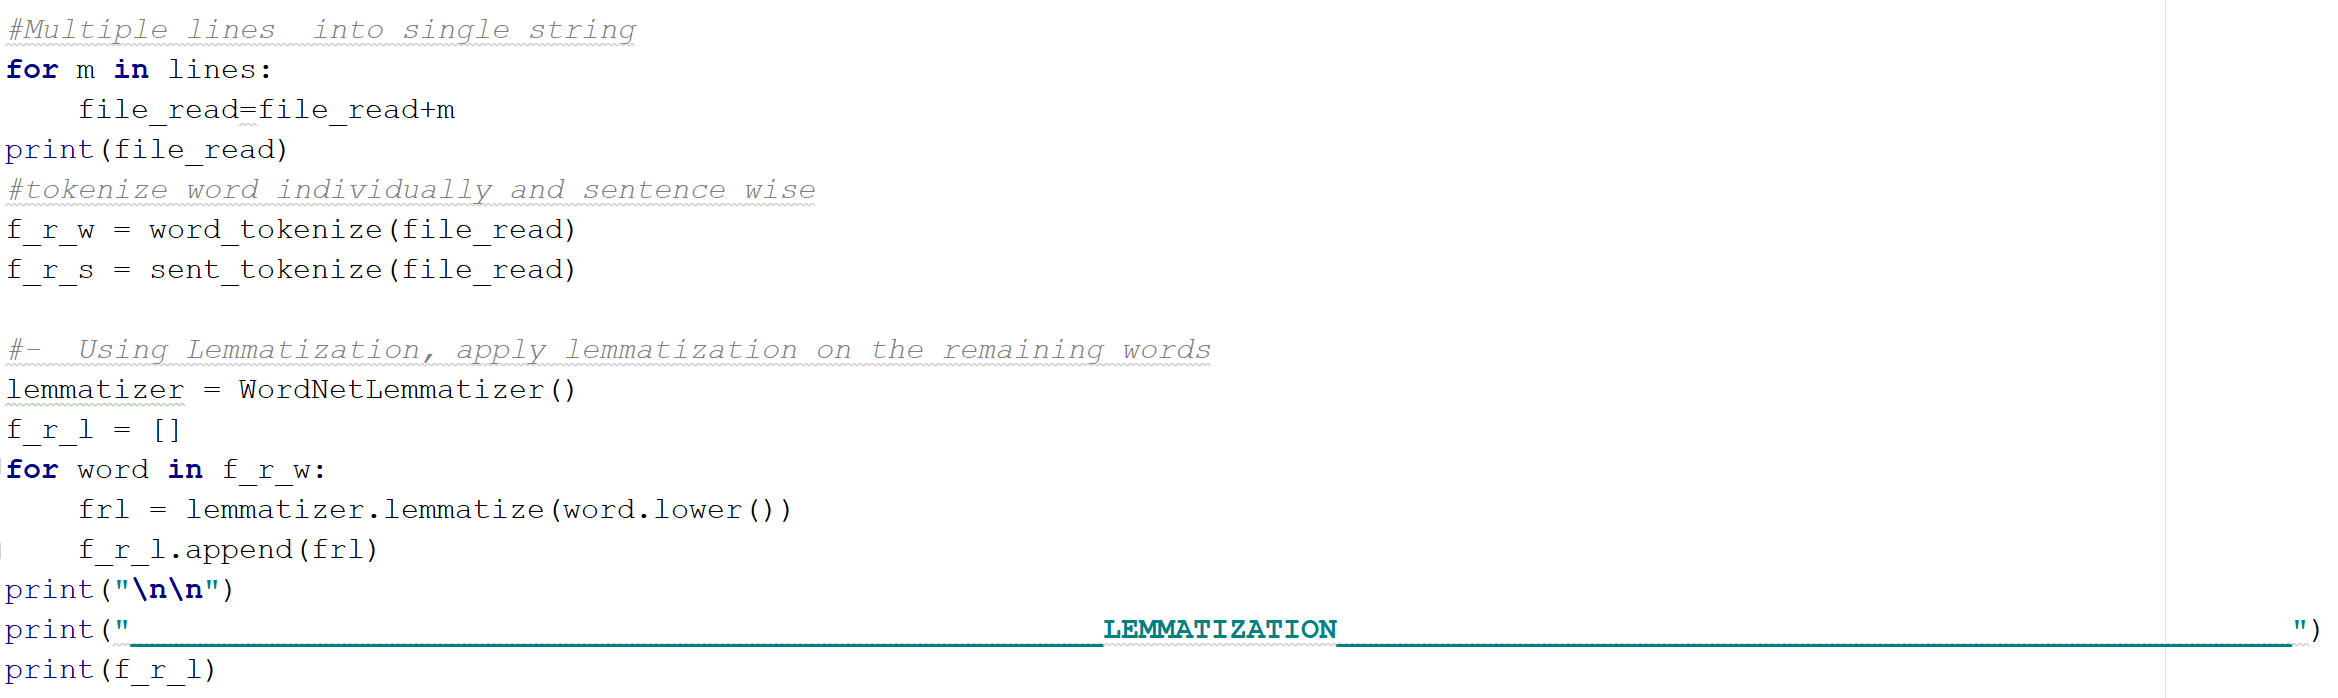 #Multiple lines  into single string
for m in lines:
    file_read=file_read+m
print(file_read)
#tokenize word individually and sentence wise
f_r_w = word_tokenize(file_read)
f_r_s = sent_tokenize(file_read)

#-  Using Lemmatization, apply lemmatization on the remaining words
lemmatizer = WordNetLemmatizer()
f_r_l = []
for word in f_r_w:
    frl = lemmatizer.lemmatize(word.lower())
    f_r_l.append(frl)
print("\n\n")
print("______________________________________________________LEMMATIZATION_____________________________________________________")
print(f_r_l)